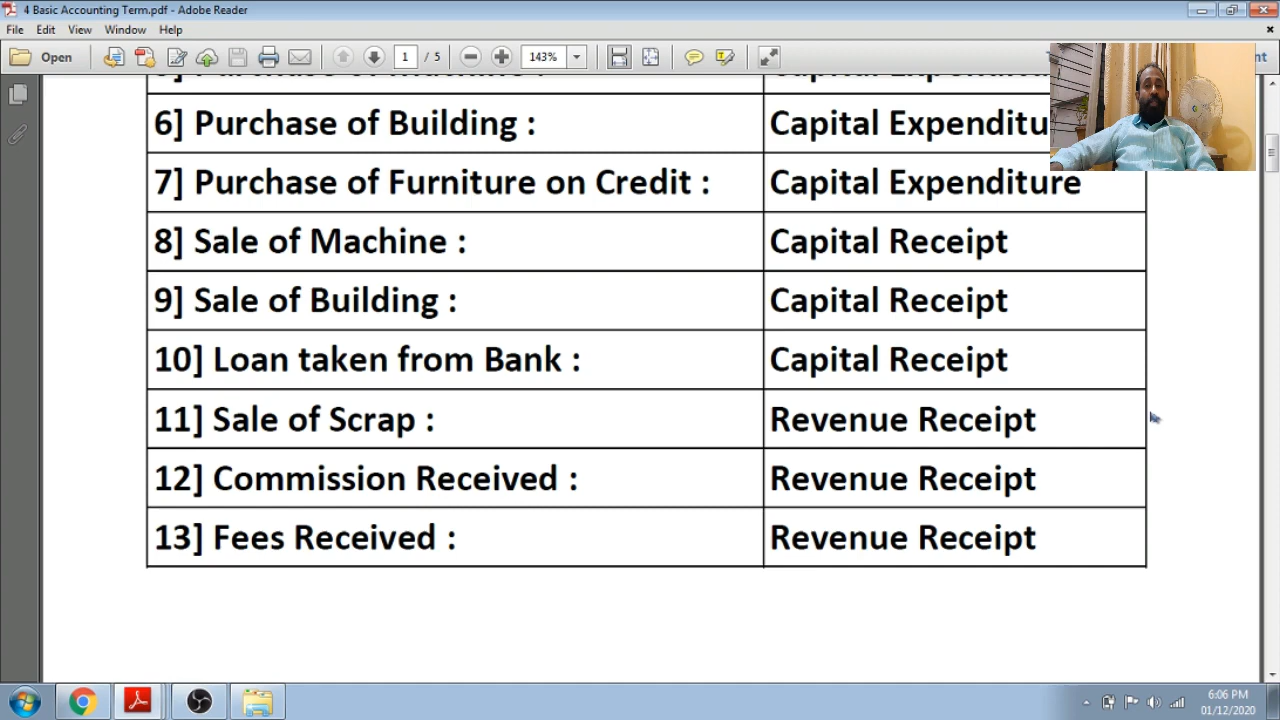 4 Basic Accounting Term.pdf - Adobe Reader
File Edit View Window Help
Open 1 / 5 143%
6] Purchase of Building : Capital Expenditu
7] Purchase of Furniture on Credit : Capital Expenditure
8] Sale of Machine : Capital Receipt
9] Sale of Building : Capital Receipt
10] Loan taken from Bank : Capital Receipt
11] Sale of Scrap : Revenue Receipt
12] Commission Received : Revenue Receipt
13] Fees Received : Revenue Receipt
6:06 PM
01/12/2020